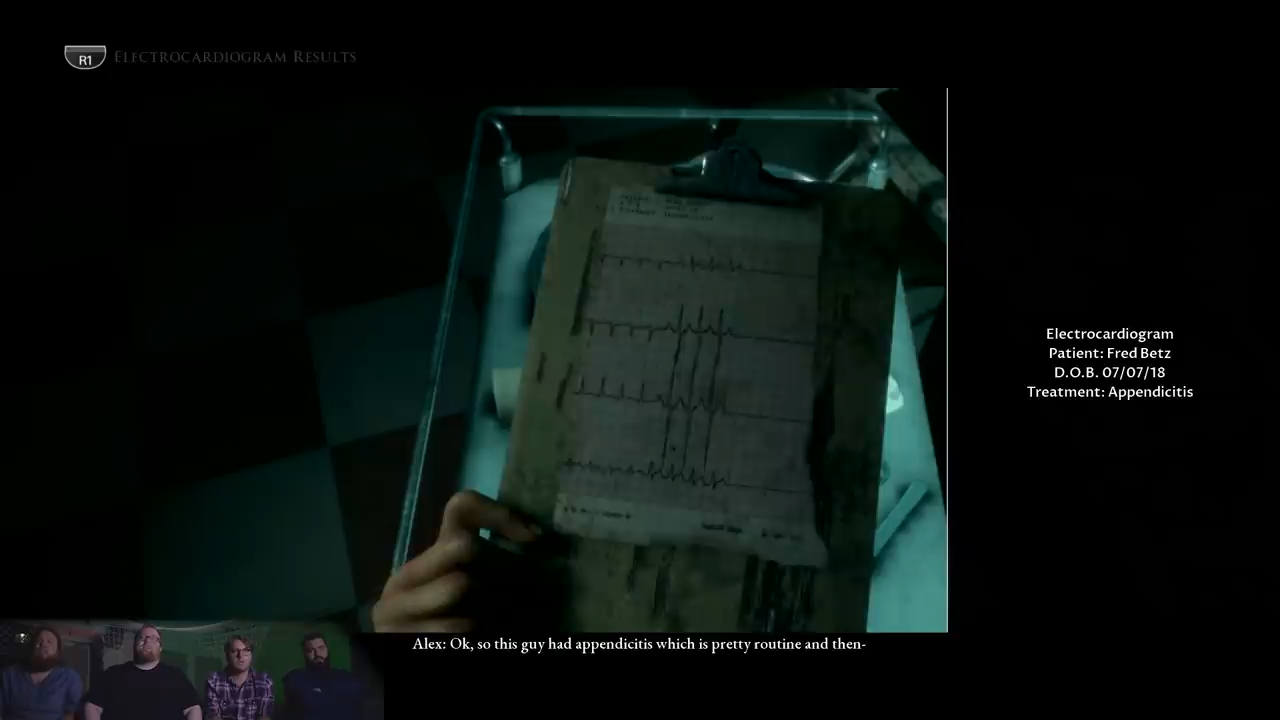 R1 Electrocardiogram Results
Electrocardiogram
Patient: Fred Betz
D.O.B. 07/07/18
Treatment: Appendicitis
Alex: Ok, so this guy had appendicitis which is pretty routine and then-